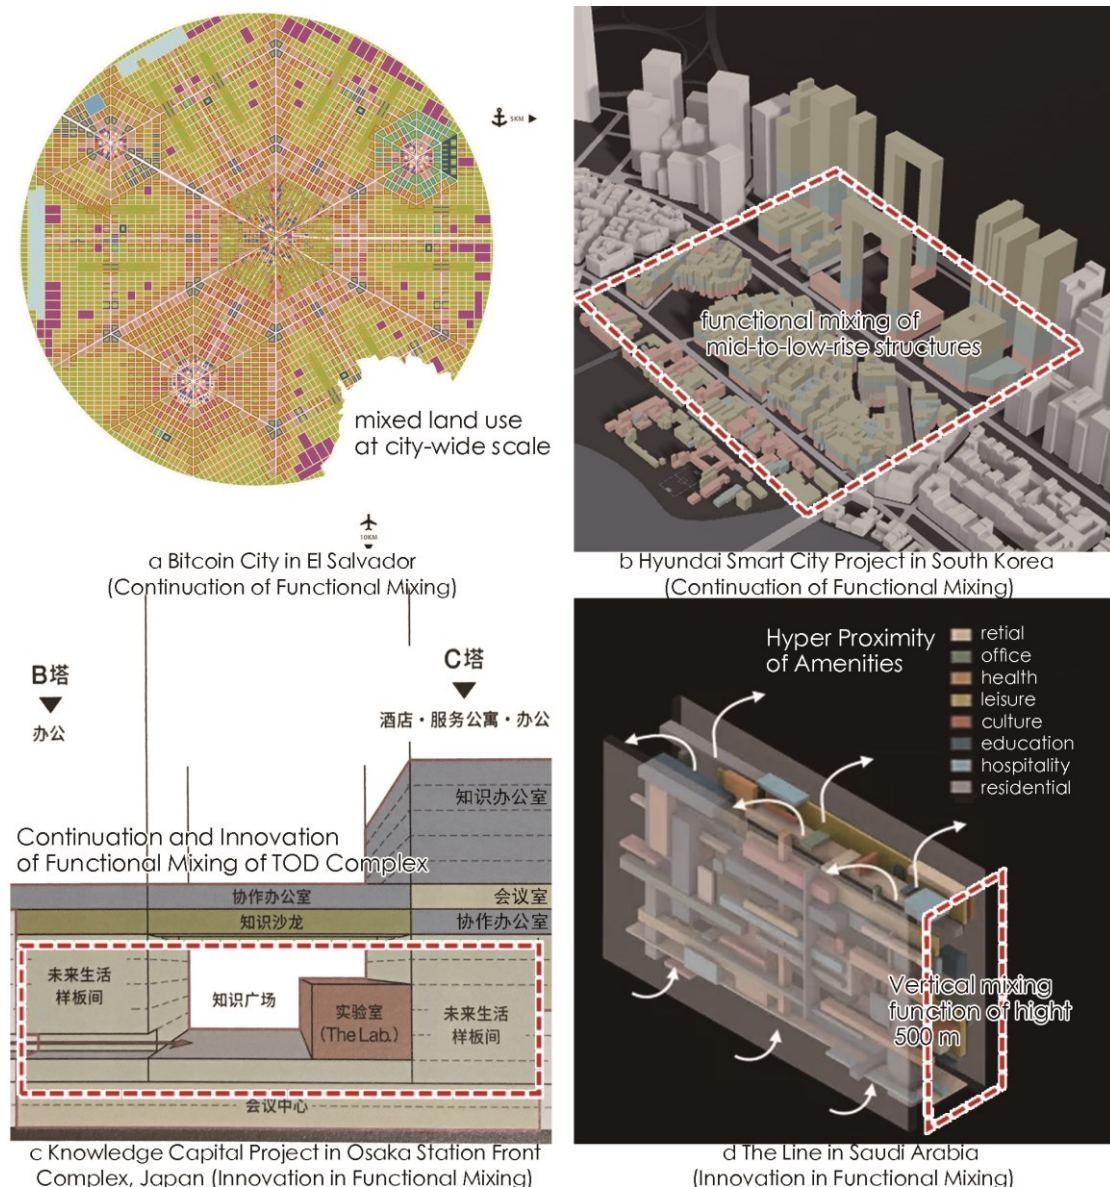 5KM
mixed land use
at city-wide scale
10KM
a Bitcoin City in El Salvador
(Continuation of Functional Mixing)
functional mixing of
mid-to-low-rise structures
b Hyundai Smart City Project in South Korea
(Continuation of Functional Mixing)
B塔
办公
C塔
酒店·服务公寓·办公
知识办公室
Continuation and Innovation
of Functional Mixing of TOD Complex
协作办公室
会议室
知识沙龙
协作办公室
未来生活
样板间
知识广场
实验室
(The Lab.)
未来生活
样板间
会议中心
c Knowledge Capital Project in Osaka Station Front
Complex, Japan (Innovation in Functional Mixing)
Hyper Proximity
of Amenities
retial
office
health
leisure
culture
education
hospitality
residential
Vertical mixing
function of hight
500 m
d The Line in Saudi Arabia
(Innovation in Functional Mixing)